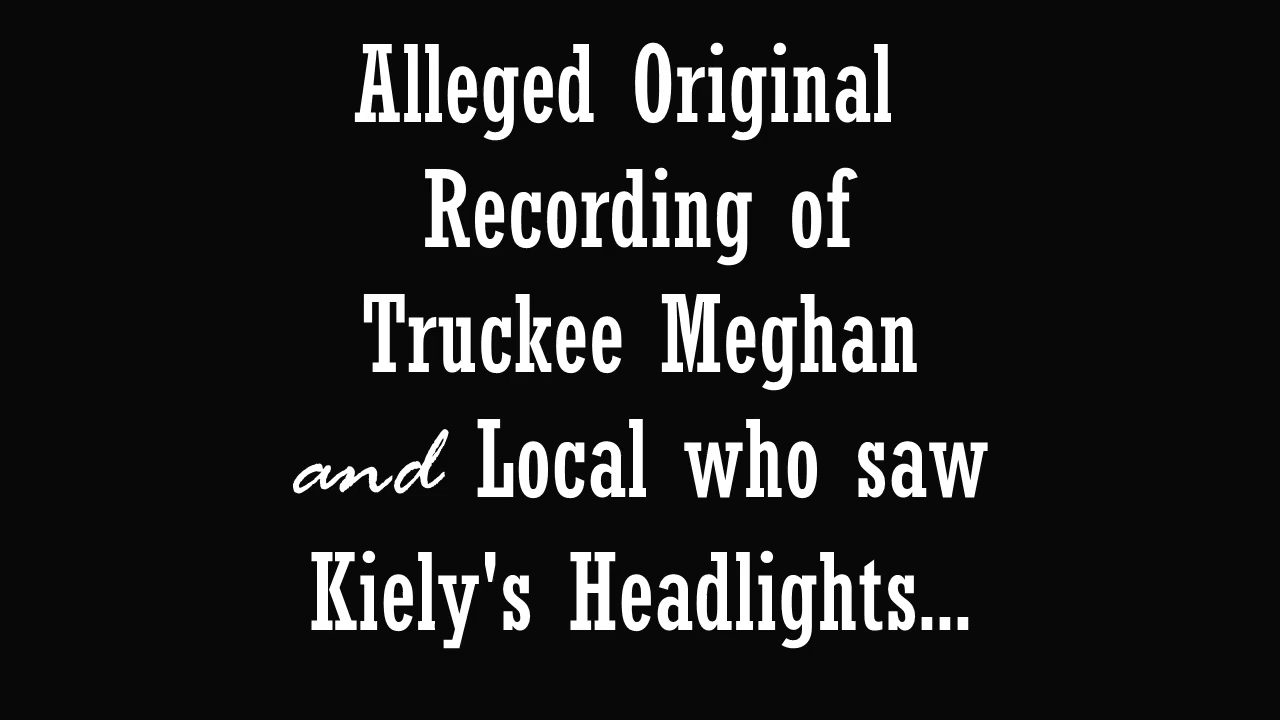 Alleged Original
Recording of
Truckee Meghan
and Local who saw
Kiely's Headlights...